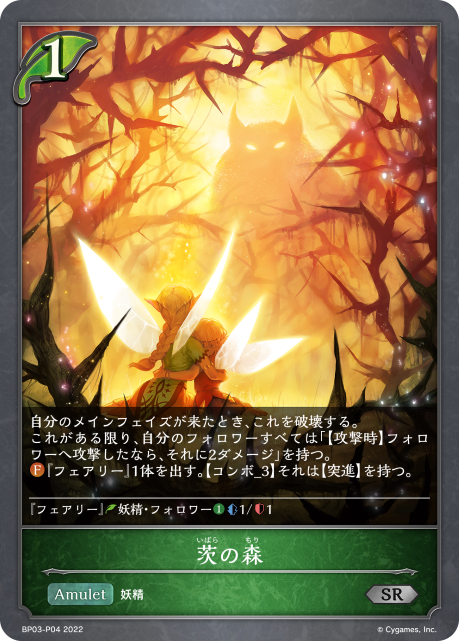 1
自分のメインフェイズが来たとき、これを破壊する。
これがある限り、自分のフォロワーすべては「【攻撃時】フォロ
ワーへ攻撃したなら、それに2ダメージ」を持つ。
F『フェアリー』1体を出す。【コンボ_3】それは【突進】を持つ。
『フェアリー』妖精・フォロワー1 1/1
いばら もり
茨の森
Amulet 妖精 SR
BP03-P04 2022 © Cygames, Inc.